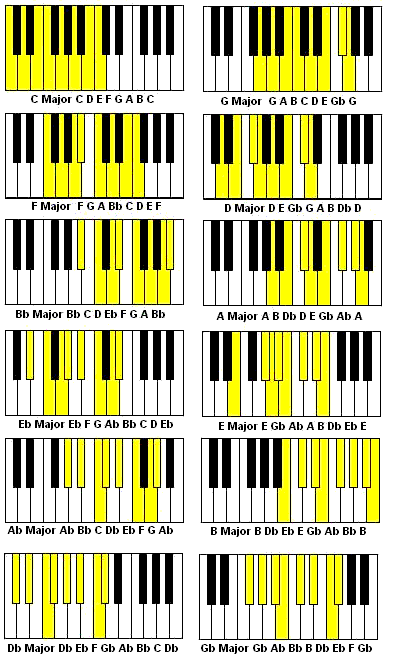 C Major C D E F G A B C
G Major G A B C D E Gb G
F Major F G A Bb C D E F
D Major D E Gb G A B Db D
Bb Major Bb C D Eb F G A Bb
A Major A B Db D E Gb Ab A
Eb Major Eb F G Ab Bb C D Eb
E Major E Gb Ab A B Db Eb E
Ab Major Ab Bb C Db Eb F G Ab
B Major B Db Eb E Gb Ab Bb B
Db Major Db Eb F Gb Ab Bb C Db
Gb Major Gb Ab Bb B Db Eb F Gb